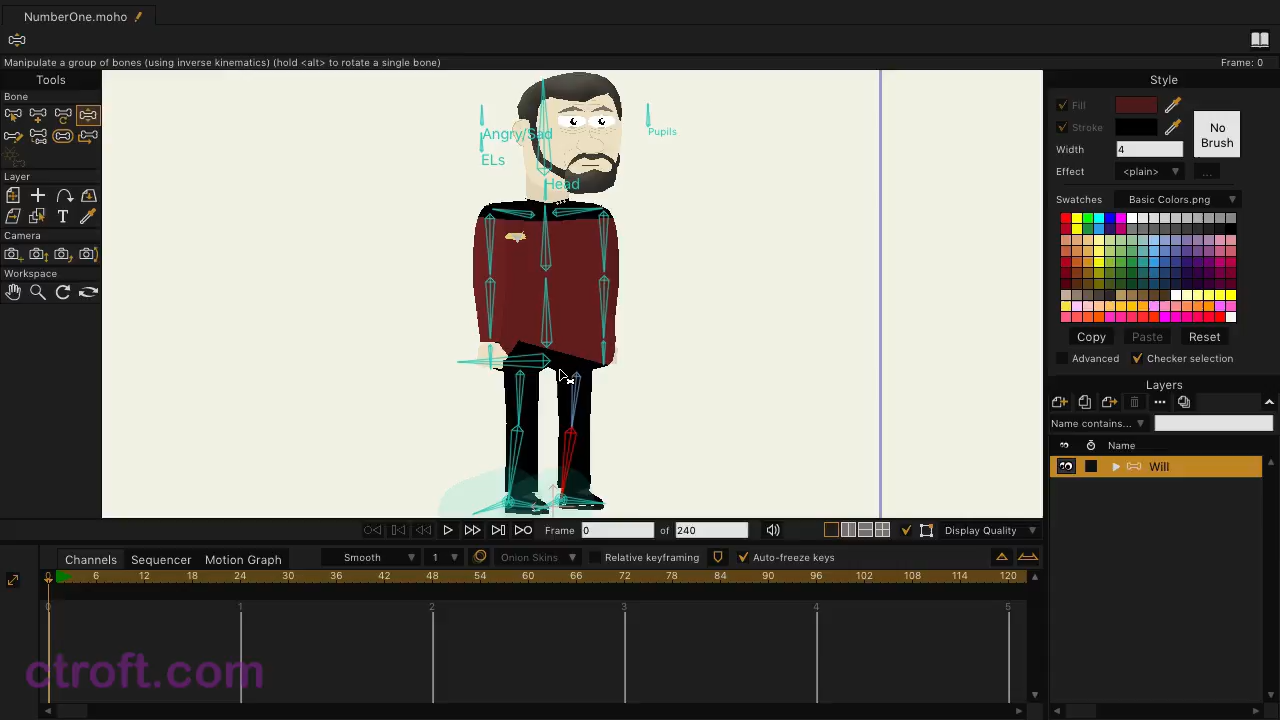 NumberOne.moho
Manipulate a group of bones (using inverse kinematics) (hold <alt> to rotate a single bone)
Frame: 0
Tools
Bone
Layer
Camera
Workspace
Angry/Sad
ELs
Head
Pupils
Style
Fill
Stroke
No Brush
Width 4
Effect <plain> ...
Swatches Basic Colors.png
Copy Paste Reset
Advanced Checker selection
Layers
Name contains...
Name
Will
Frame 0 of 240 Display Quality
Channels Sequencer Motion Graph Smooth 1 Onion Skins Relative keyframing Auto-freeze keys
0 6 12 18 24 30 36 42 48 54 60 66 72 78 84 90 96 102 108 114 120
0 1 2 3 4 5
ctroft.com